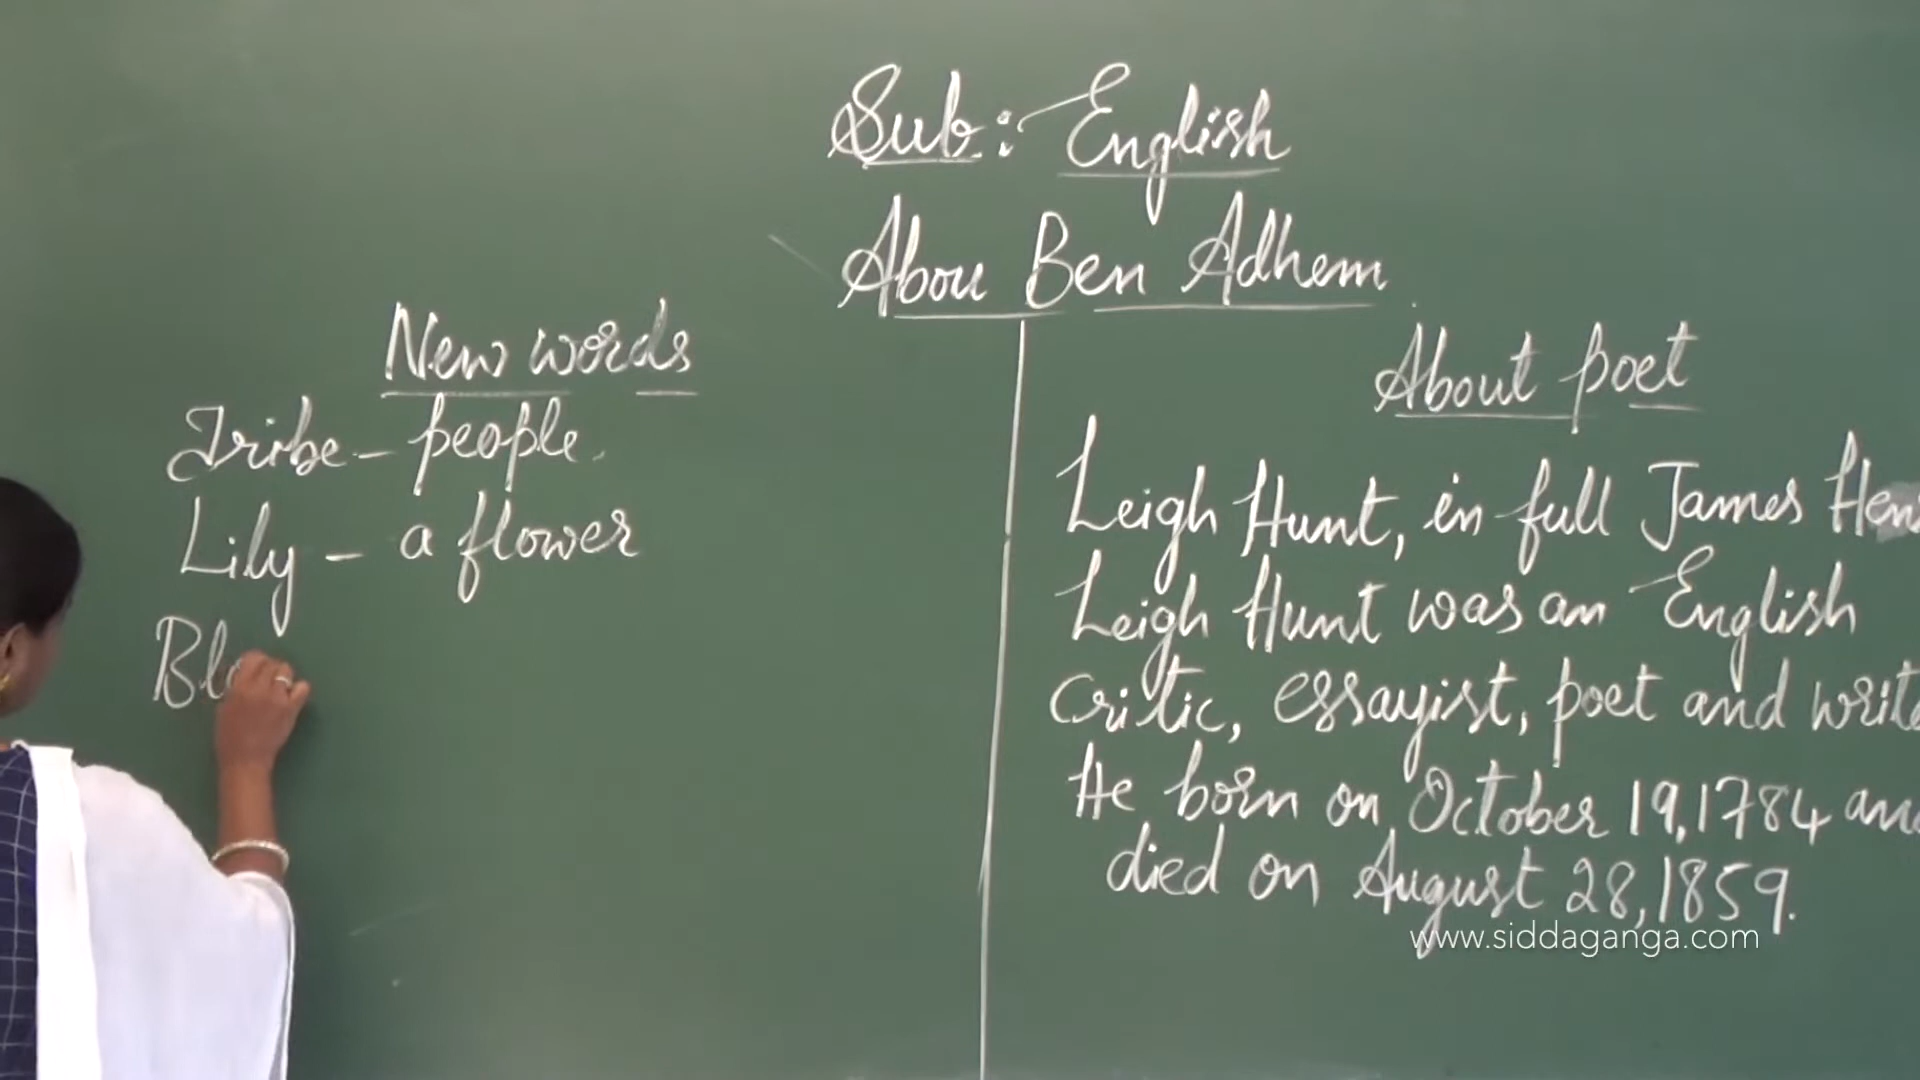 Sub: English
Abou Ben Adhem
New words
Tribe - people.
Lily - a flower
About poet
Leigh Hunt, in full James
Leigh Hunt was an English
critic, essayist, poet and
He born on October 19, 1784
died on August 28, 1859.
www.siddaganga.com